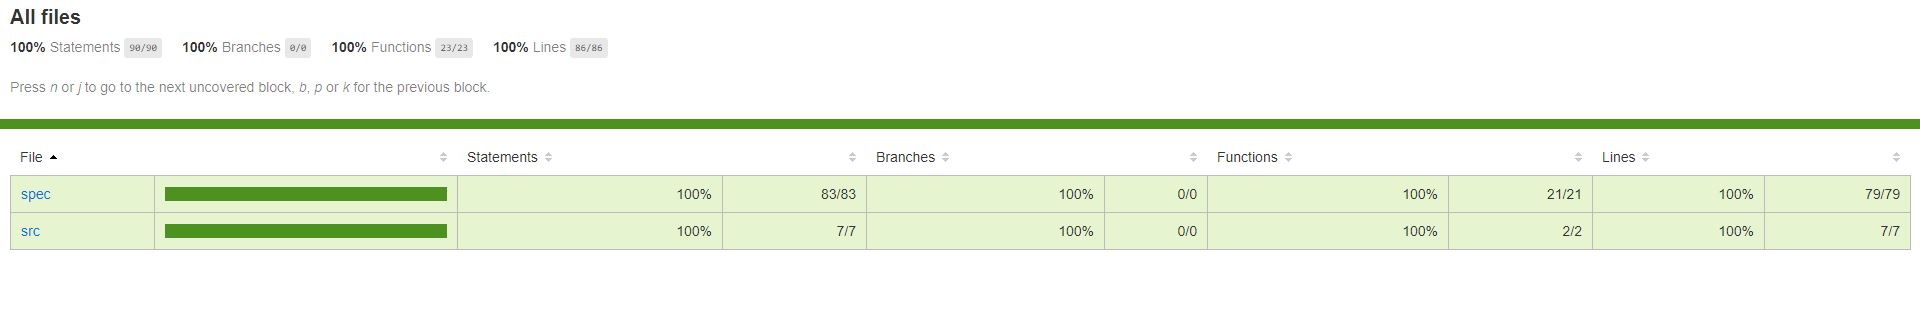 All files
100% Statements 90/90 100% Branches 0/0 100% Functions 23/23 100% Lines 86/86
Press n or j to go to the next uncovered block, b, p or k for the previous block.
File Statements Branches Functions Lines
spec 100% 83/83 100% 0/0 100% 21/21 100% 79/79
src 100% 7/7 100% 0/0 100% 2/2 100% 7/7